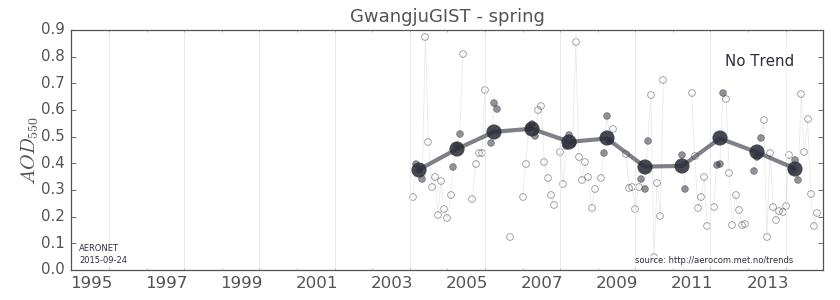 GwangjuGIST - spring
0.9
0.8
0.7
0.6
0.5
0.4
0.3
0.2
0.1
0.0
AOD550
No Trend
AERONET
2015-09-24
source: http://aerocom.met.no/trends
1995 1997 1999 2001 2003 2005 2007 2009 2011 2013